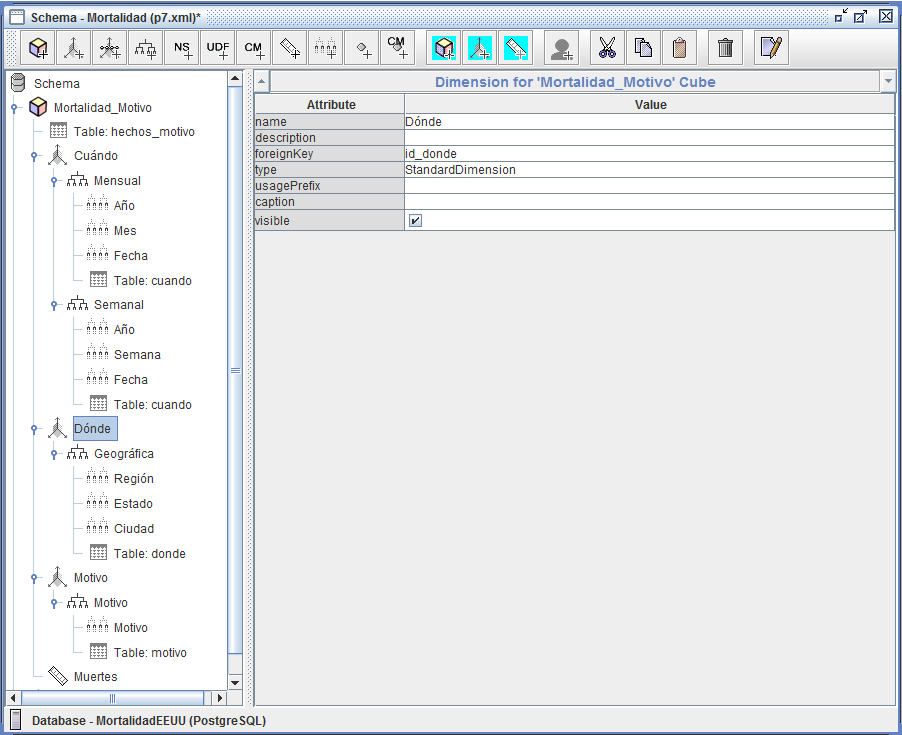 Schema - Mortalidad (p7.xml)*
NS UDF CM CM
Schema
Mortalidad_Motivo
Table: hechos_motivo
Cuándo
Mensual
Año
Mes
Fecha
Table: cuando
Semanal
Año
Semana
Fecha
Table: cuando
Dónde
Geográfica
Región
Estado
Ciudad
Table: donde
Motivo
Motivo
Motivo
Table: motivo
Muertes
Dimension for 'Mortalidad_Motivo' Cube
Attribute Value
name Dónde
description
foreignKey id_donde
type StandardDimension
usagePrefix
caption
visible
Database - MortalidadEEUU (PostgreSQL)